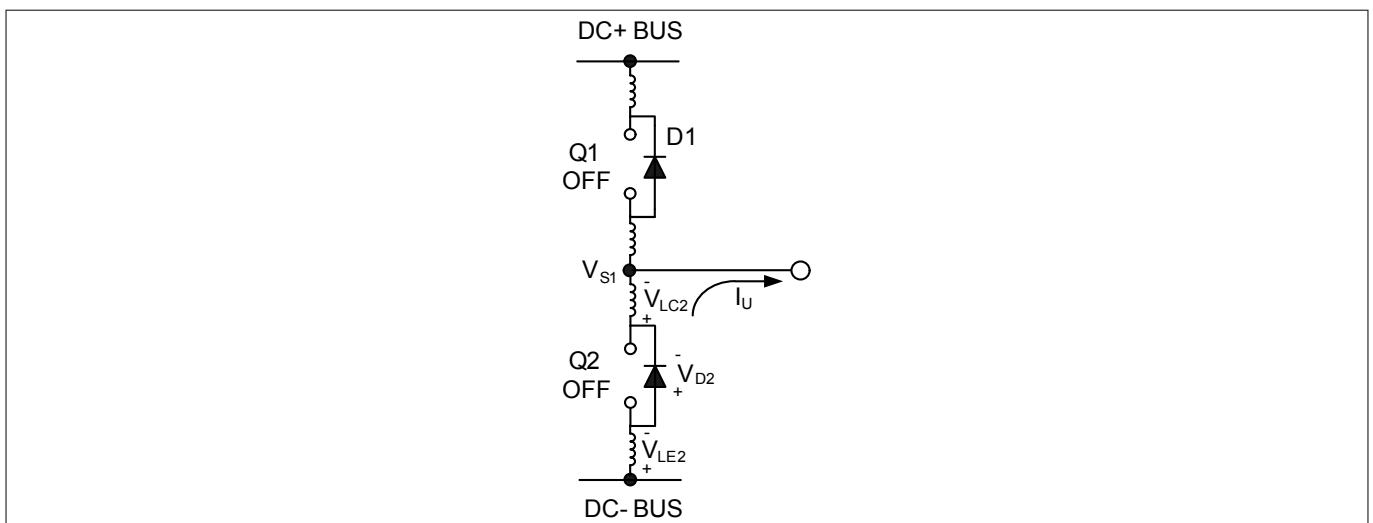 DC+ BUS
D1
Q1
OFF
VS1
-
VLC2
+
IU
Q2
OFF
-
VD2
+
-
VLE2
+
DC- BUS